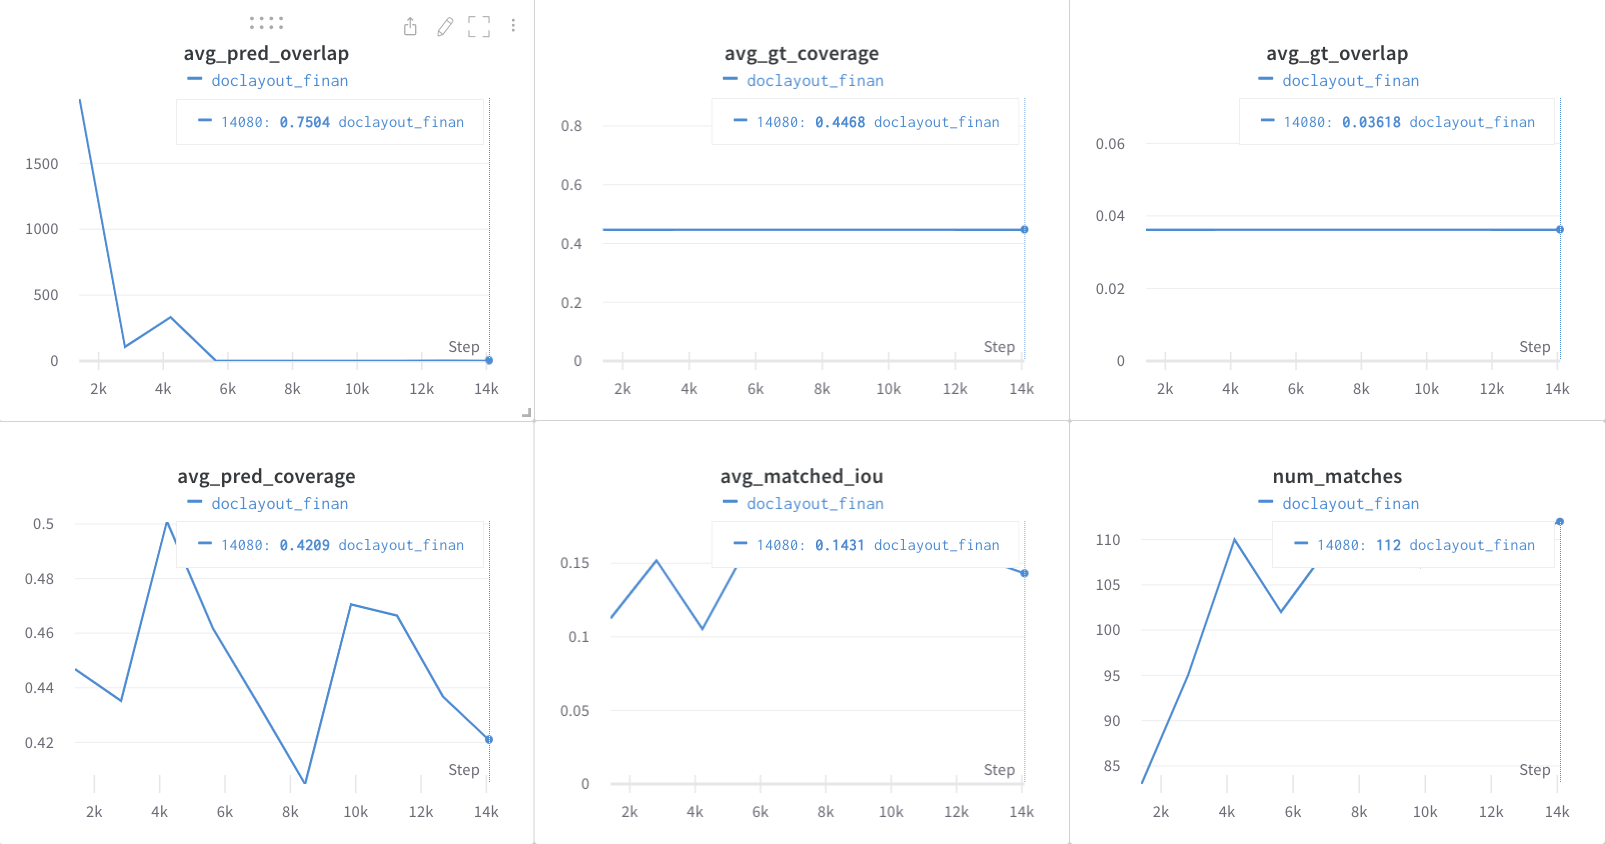 avg_pred_overlap
doclayout_finan
14080: 0.7504 doclayout_finan
1500
1000
500
0
Step
2k 4k 6k 8k 10k 12k 14k
avg_gt_coverage
doclayout_finan
14080: 0.4468 doclayout_finan
0.8
0.6
0.4
0.2
0
Step
2k 4k 6k 8k 10k 12k 14k
avg_gt_overlap
doclayout_finan
14080: 0.03618 doclayout_finan
0.06
0.04
0.02
0
Step
2k 4k 6k 8k 10k 12k 14k
avg_pred_coverage
doclayout_finan
0.5
14080: 0.4209 doclayout_finan
0.48
0.46
0.44
0.42
Step
2k 4k 6k 8k 10k 12k 14k
avg_matched_iou
doclayout_finan
14080: 0.1431 doclayout_finan
0.15
0.1
0.05
0
Step
2k 4k 6k 8k 10k 12k 14k
num_matches
doclayout_finan
110
14080: 112 doclayout_finan
105
100
95
90
85
Step
2k 4k 6k 8k 10k 12k 14k